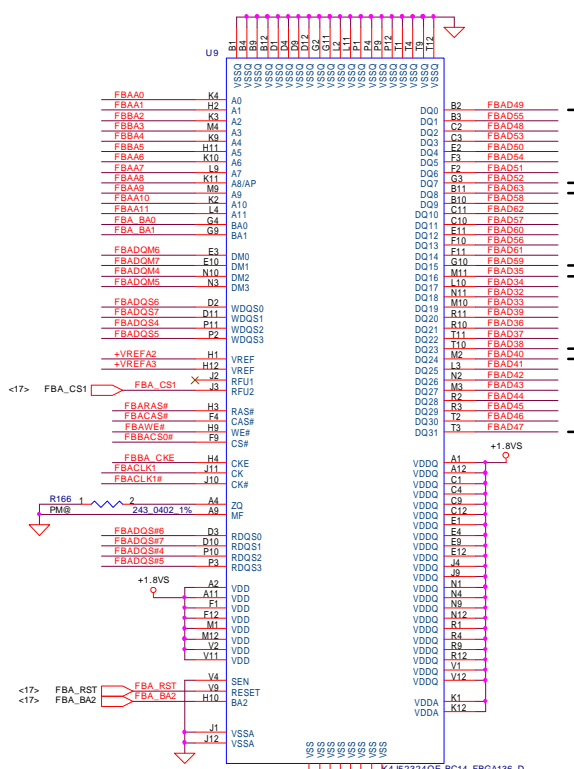 U9
B1 B4 B9 B12 D1 D4 D9 D12 G2 G11 L2 L11 P1 P4 P9 P12 T1 T4 T9 T12
VSSQ VSSQ VSSQ VSSQ VSSQ VSSQ VSSQ VSSQ VSSQ VSSQ VSSQ VSSQ VSSQ VSSQ VSSQ VSSQ VSSQ VSSQ VSSQ VSSQ
FBAA0 K4 A0
FBAA1 H2 A1
FBBA2 K3 A2
FBBA3 M4 A3
FBBA4 K9 A4
FBBA5 H11 A5
FBAA6 K10 A6
FBAA7 L9 A7
FBAA8 K11 A8/AP
FBAA9 M9 A9
FBAA10 K2 A10
FBAA11 L4 A11
FBA_BA0 G4 BA0
FBA_BA1 G9 BA1
FBADQM6 E3 DM0
FBADQM7 E10 DM1
FBADQM4 N10 DM2
FBADQM5 N3 DM3
FBADQS6 D2 WDQS0
FBADQS7 D11 WDQS1
FBADQS4 P11 WDQS2
FBADQS5 P2 WDQS3
+VREFA2 H1 VREF
+VREFA3 H12 VREF
J2 RFU1
<17> FBA_CS1 FBA_CS1 J3 RFU2
FBARAS# H3 RAS#
FBACAS# F4 CAS#
FBAWE# H9 WE#
FBBACS0# F9 CS#
FBBA_CKE H4 CKE
FBACLK1 J11 CK
FBACLK1# J10 CK#
R166 1 2 A4 ZQ
PM@ 243_0402_1% A9 MF
FBADQS#6 D3 RDQS0
FBADQS#7 D10 RDQS1
FBADQS#4 P10 RDQS2
FBADQS#5 P3 RDQS3
+1.8VS
A2 VDD
A11 VDD
F1 VDD
F12 VDD
M1 VDD
M12 VDD
V2 VDD
V11 VDD
V4 SEN
<17> FBA_RST FBA_RST V9 RESET
<17> FBA_BA2 FBA_BA2 H10 BA2
J1 VSSA
J12 VSSA
DQ0 B2 FBAD49
DQ1 B3 FBAD55
DQ2 C2 FBAD48
DQ3 C3 FBAD53
DQ4 E2 FBAD50
DQ5 F3 FBAD54
DQ6 F2 FBAD51
DQ7 G3 FBAD52
DQ8 B11 FBAD63
DQ9 B10 FBAD58
DQ10 C11 FBAD62
DQ11 C10 FBAD57
DQ12 E11 FBAD60
DQ13 F10 FBAD56
DQ14 F11 FBAD61
DQ15 G10 FBAD59
DQ16 M11 FBAD35
DQ17 L10 FBAD34
DQ18 N11 FBAD32
DQ19 M10 FBAD33
DQ20 R11 FBAD39
DQ21 R10 FBAD36
DQ22 T11 FBAD37
DQ23 T10 FBAD38
DQ24 M2 FBAD40
DQ25 L3 FBAD41
DQ26 N2 FBAD42
DQ27 M3 FBAD43
DQ28 R2 FBAD44
DQ29 R3 FBAD45
DQ30 T2 FBAD46
DQ31 T3 FBAD47
+1.8VS
VDDQ A1
VDDQ A12
VDDQ C1
VDDQ C4
VDDQ C9
VDDQ C12
VDDQ E1
VDDQ E4
VDDQ E9
VDDQ E12
VDDQ J4
VDDQ J9
VDDQ N1
VDDQ N4
VDDQ N9
VDDQ N12
VDDQ R1
VDDQ R4
VDDQ R9
VDDQ R12
VDDQ V1
VDDQ V12
VDDA K1
VDDA K12
VSS VSS VSS VSS VSS VSS VSS VSS